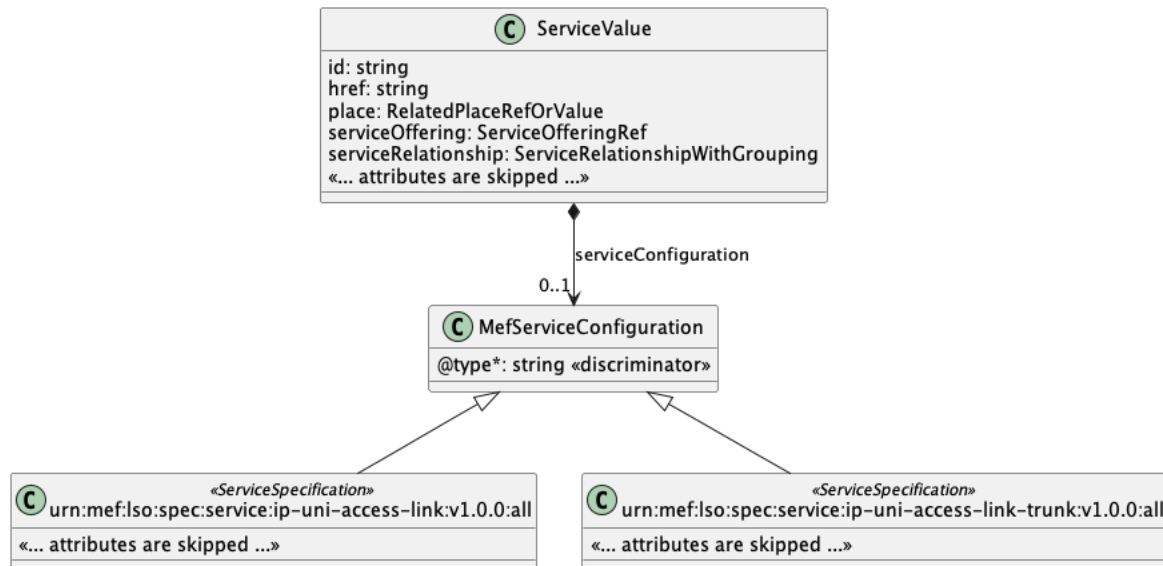 C ServiceValue
id: string
href: string
place: RelatedPlaceRefOrValue
serviceOffering: ServiceOfferingRef
serviceRelationship: ServiceRelationshipWithGrouping
«... attributes are skipped ...»
serviceConfiguration
0..1
C MefServiceConfiguration
@type*: string «discriminator»
«ServiceSpecification»
C urn:mef:lso:spec:service:ip-uni-access-link:v1.0.0:all
«... attributes are skipped ...»
«ServiceSpecification»
C urn:mef:lso:spec:service:ip-uni-access-link-trunk:v1.0.0:all
«... attributes are skipped ...»